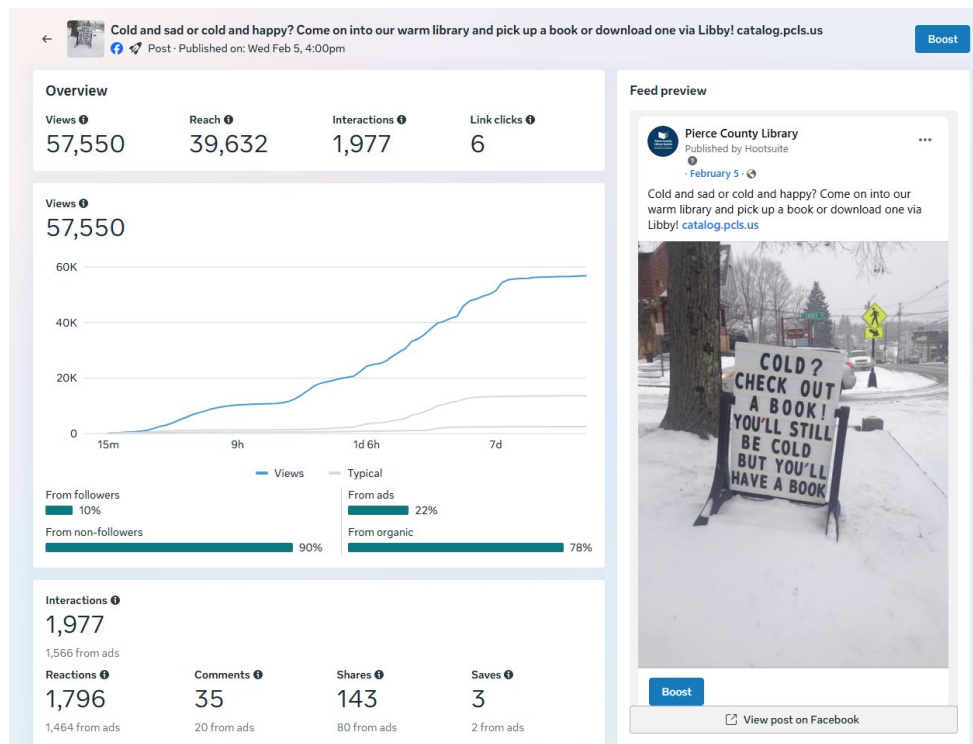 Cold and sad or cold and happy? Come on into our warm library and pick up a book or download one via Libby! catalog.pcls.us
Post · Published on: Wed Feb 5, 4:00pm
Boost
Overview
Views
Reach
Interactions
Link clicks
57,550
39,632
1,977
6
Views
57,550
60K
40K
20K
0
15m
9h
1d 6h
7d
Views
Typical
From followers
10%
From non-followers
90%
From ads
22%
From organic
78%
Interactions
1,977
1,566 from ads
Reactions
Comments
Shares
Saves
1,796
35
143
3
1,464 from ads
20 from ads
80 from ads
2 from ads
Feed preview
Pierce County Library
Published by Hootsuite
· February 5 ·
Cold and sad or cold and happy? Come on into our
warm library and pick up a book or download one via
Libby! catalog.pcls.us
COLD?
CHECK OUT
A BOOK!
YOU'LL STILL
BE COLD
BUT YOU'LL
HAVE A BOOK
Boost
View post on Facebook